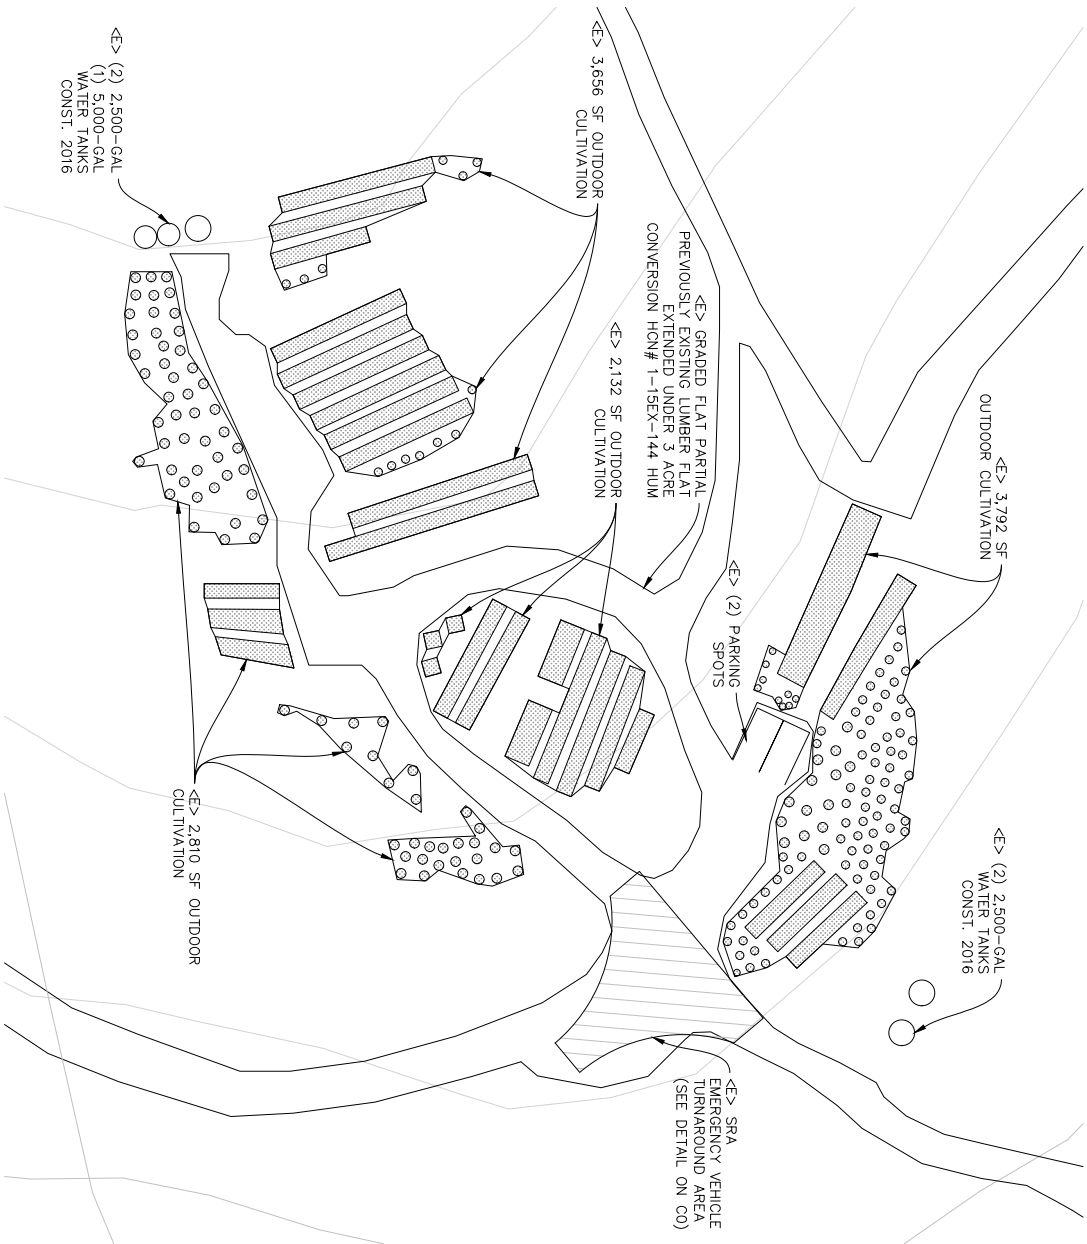 <E> (2) 2,500-GAL
(1) 5,000-GAL
WATER TANKS
CONST. 2016
<E> 3,656 SF OUTDOOR
CULTIVATION
<E> GRADED FLAT PARTIAL
PREVIOUSLY EXISTING LUMBER FLAT
EXTENDED UNDER 3 ACRE
CONVERSION HCN# 1-15EX-144 HUM
<E> 2,132 SF OUTDOOR
CULTIVATION
<E> 3,792 SF
OUTDOOR CULTIVATION
<E> (2) PARKING
SPOTS
<E> 2,810 SF OUTDOOR
CULTIVATION
<E> (2) 2,500-GAL
WATER TANKS
CONST. 2016
<E> SRA
EMERGENCY VEHICLE
TURNAROUND AREA
(SEE DETAIL ON C0)